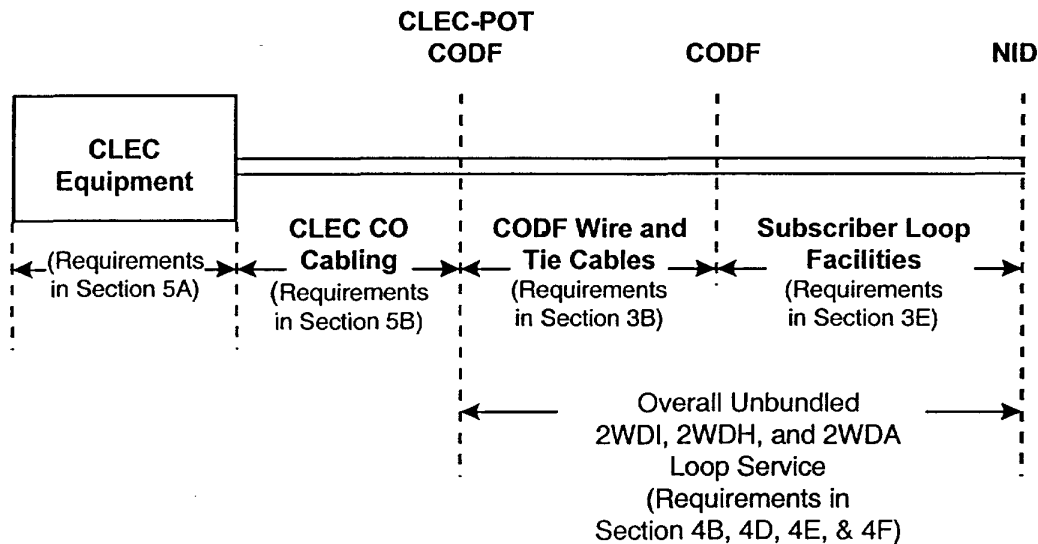 CLEC-POT
CODF
CODF
NID
CLEC
Equipment
CLEC CO
Cabling
CODF Wire and
Tie Cables
Subscriber Loop
Facilities
(Requirements
in Section 5A)
(Requirements
in Section 5B)
(Requirements
in Section 3B)
(Requirements
in Section 3E)
Overall Unbundled
2WDI, 2WDH, and 2WDA
Loop Service
(Requirements in
Section 4B, 4D, 4E, & 4F)